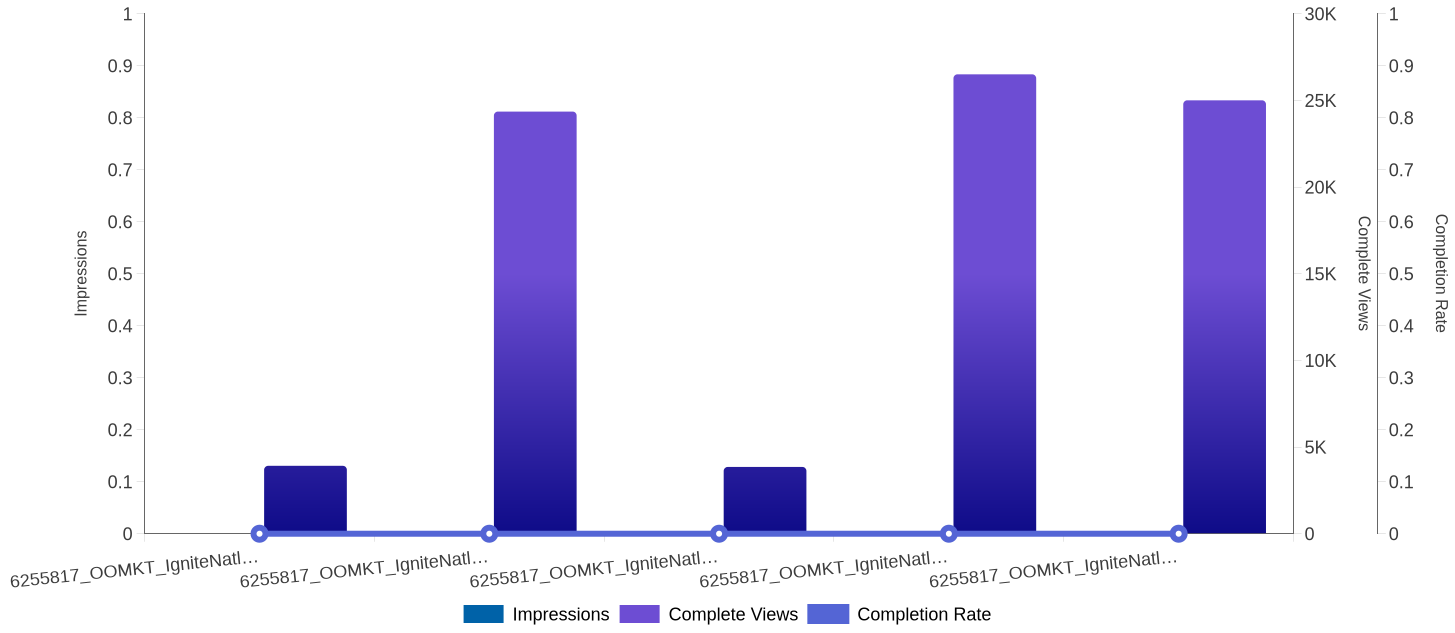 1
0.9
0.8
0.7
0.6
0.5
0.4
0.3
0.2
0.1
0
Impressions
30K
25K
20K
15K
10K
5K
0
Complete Views
1
0.9
0.8
0.7
0.6
0.5
0.4
0.3
0.2
0.1
0
Completion Rate
6255817_OOMKT_IgniteNatl…
6255817_OOMKT_IgniteNatl…
6255817_OOMKT_IgniteNatl…
6255817_OOMKT_IgniteNatl…
6255817_OOMKT_IgniteNatl…
Impressions Complete Views Completion Rate